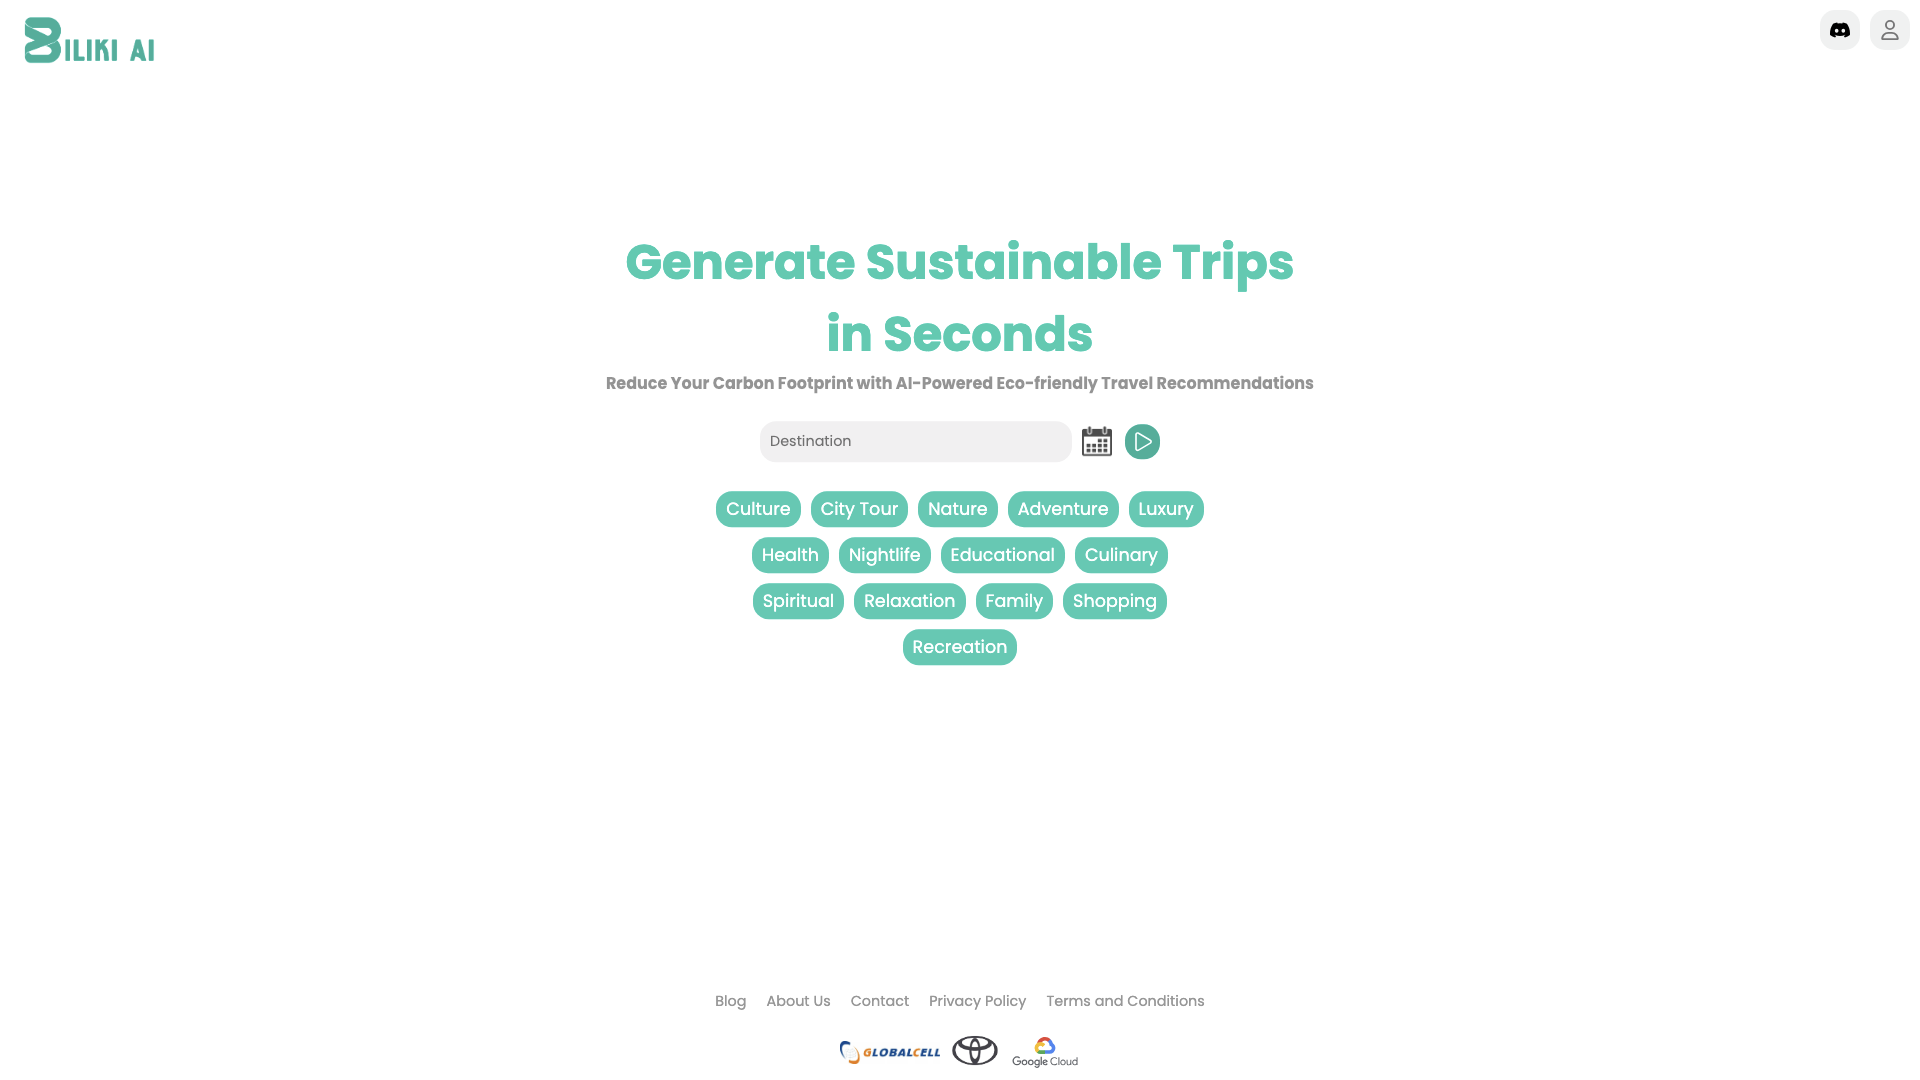 BILIKI AI
Generate Sustainable Trips
in Seconds
Reduce Your Carbon Footprint with AI-Powered Eco-friendly Travel Recommendations
Destination
Culture City Tour Nature Adventure Luxury
Health Nightlife Educational Culinary
Spiritual Relaxation Family Shopping
Recreation
Blog About Us Contact Privacy Policy Terms and Conditions
GLOBALCELL
Google Cloud